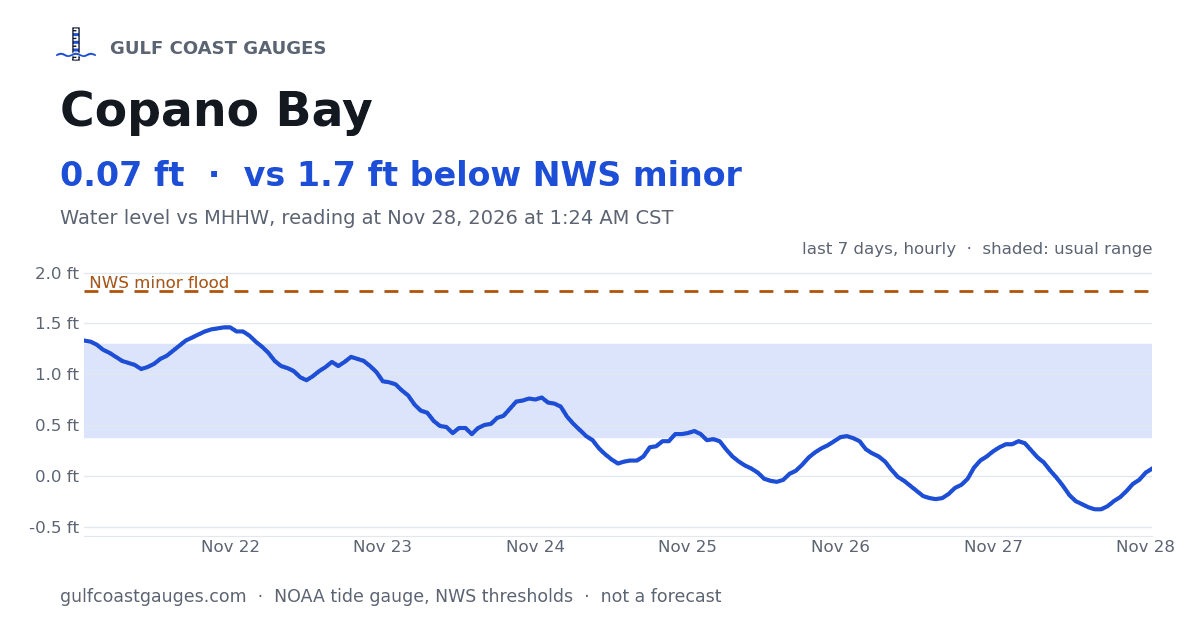 GULF COAST GAUGES
Copano Bay
0.07 ft · vs 1.7 ft below NWS minor
Water level vs MHHW, reading at Nov 28, 2026 at 1:24 AM CST
last 7 days, hourly · shaded: usual range
2.0 ft
NWS minor flood
1.5 ft
1.0 ft
0.5 ft
0.0 ft
-0.5 ft
Nov 22 Nov 23 Nov 24 Nov 25 Nov 26 Nov 27 Nov 28
gulfcoastgauges.com · NOAA tide gauge, NWS thresholds · not a forecast